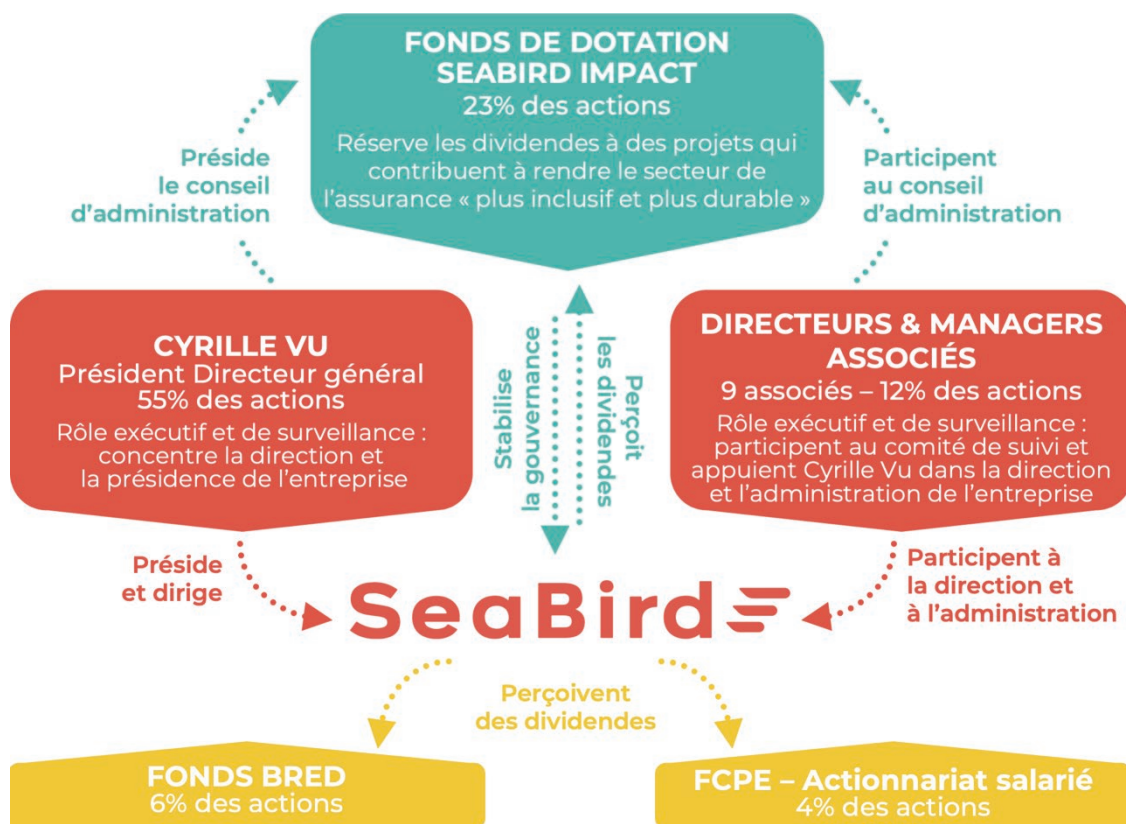 FONDS DE DOTATION
SEABIRD IMPACT
23% des actions
Réserve les dividendes à des projets qui
contribuent à rendre le secteur de
l'assurance « plus inclusif et plus durable »
Préside
le conseil
d'administration
Participent
au conseil
d'administration
CYRILLE VU
Président Directeur général
55% des actions
Rôle exécutif et de surveillance :
concentre la direction et
la présidence de l'entreprise
Stabilise
la gouvernance
Perçoit
les dividendes
DIRECTEURS & MANAGERS
ASSOCIÉS
9 associés – 12% des actions
Rôle exécutif et de surveillance :
participent au comité de suivi et
appuient Cyrille Vu dans la direction
et l'administration de l'entreprise
Préside
et dirige
SeaBird
Participent à
la direction et
à l'administration
Perçoivent
des dividendes
FONDS BRED
6% des actions
FCPE – Actionnariat salarié
4% des actions